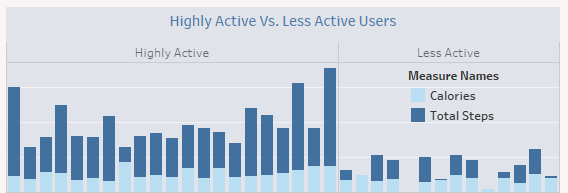 Highly Active Vs. Less Active Users
Highly Active
Less Active
Measure Names
Calories
Total Steps